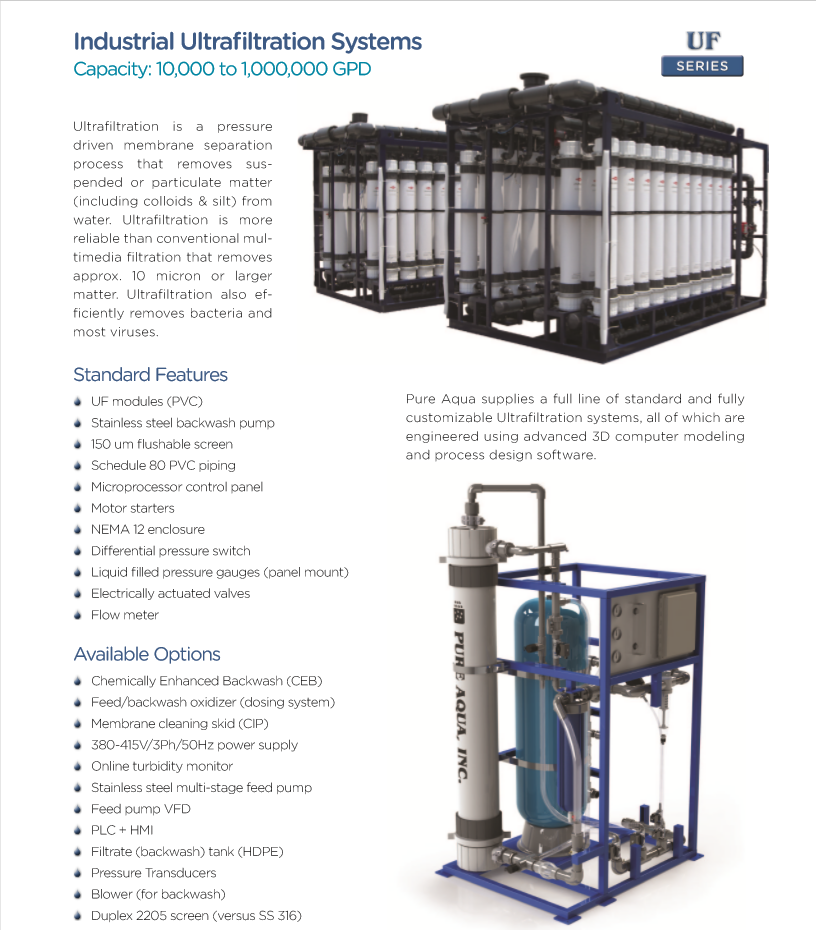 Industrial Ultrafiltration Systems
Capacity: 10,000 to 1,000,000 GPD
UF
SERIES
Ultrafiltration is a pressure
driven membrane separation
process that removes sus-
pended or particulate matter
(including colloids & silt) from
water. Ultrafiltration is more
reliable than conventional mul-
timedia filtration that removes
approx. 10 micron or larger
matter. Ultrafiltration also ef-
ficiently removes bacteria and
most viruses.
Standard Features
UF modules (PVC)
Stainless steel backwash pump
150 um flushable screen
Schedule 80 PVC piping
Microprocessor control panel
Motor starters
NEMA 12 enclosure
Differential pressure switch
Liquid filled pressure gauges (panel mount)
Electrically actuated valves
Flow meter
Available Options
Chemically Enhanced Backwash (CEB)
Feed/backwash oxidizer (dosing system)
Membrane cleaning skid (CIP)
380-415V/3Ph/50Hz power supply
Online turbidity monitor
Stainless steel multi-stage feed pump
Feed pump VFD
PLC + HMI
Filtrate (backwash) tank (HDPE)
Pressure Transducers
Blower (for backwash)
Duplex 2205 screen (versus SS 316)
Pure Aqua supplies a full line of standard and fully
customizable Ultrafiltration systems, all of which are
engineered using advanced 3D computer modeling
and process design software.
PURE AQUA, INC.